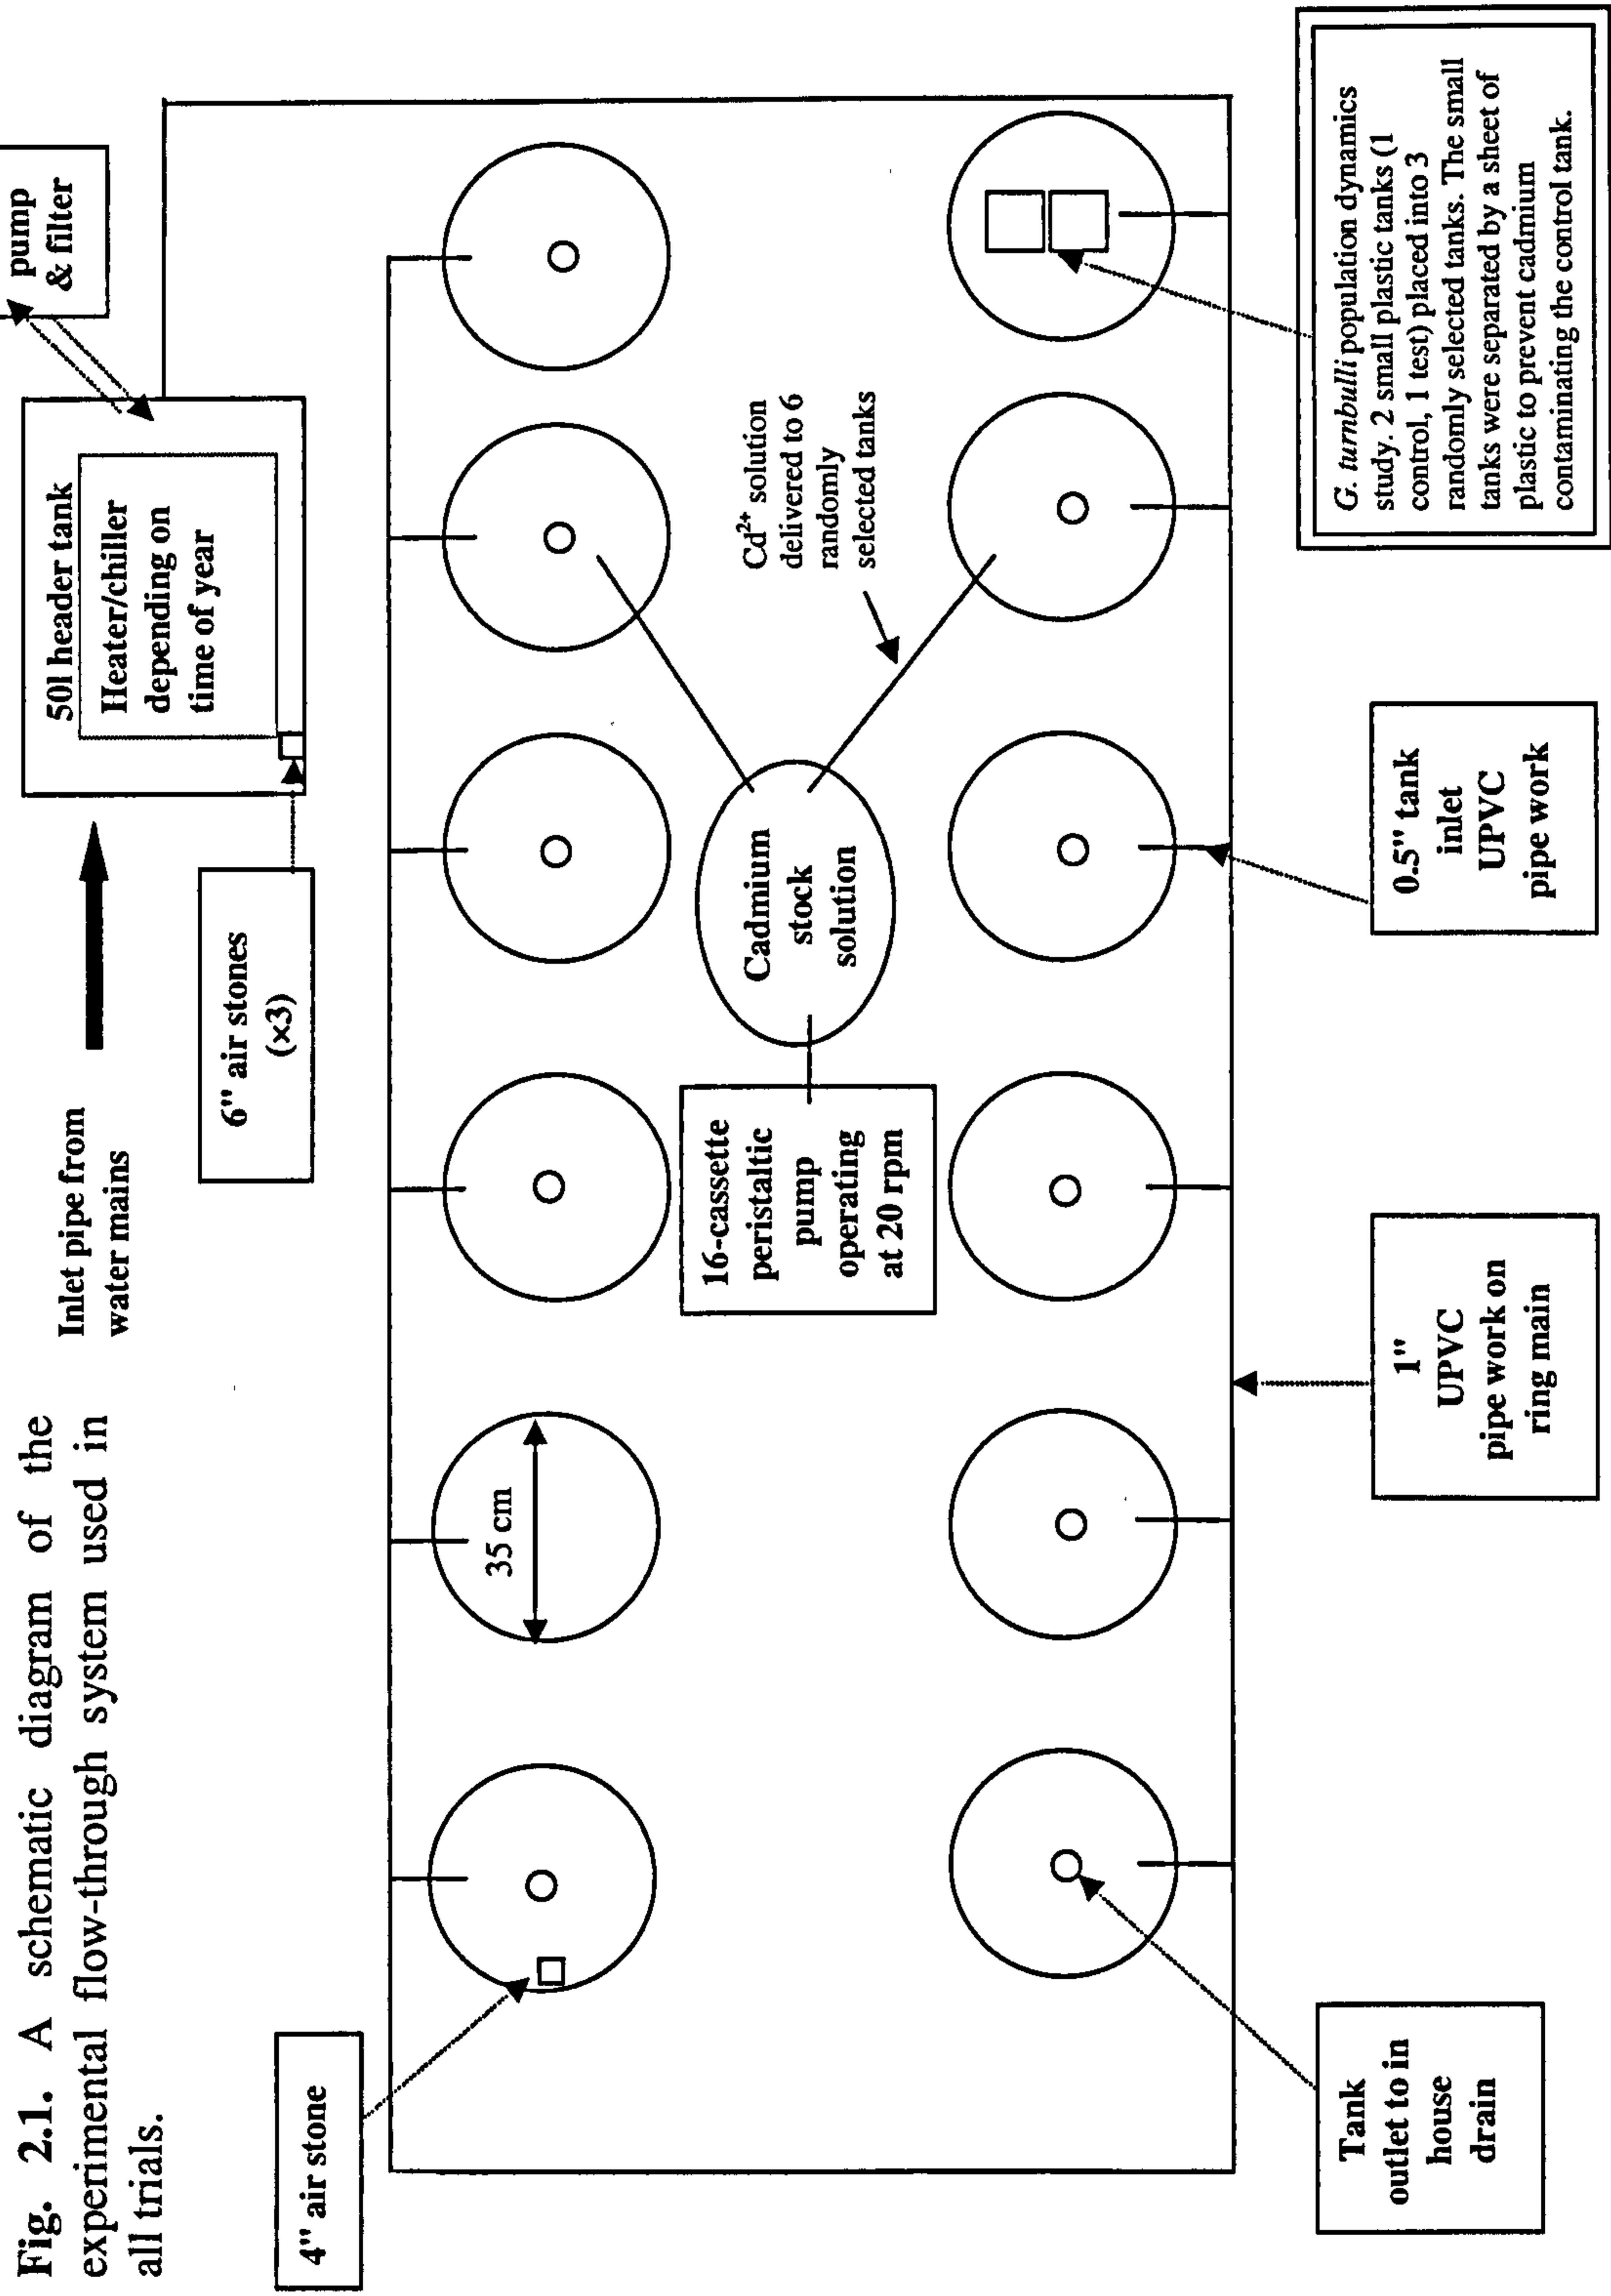 Fig. 2.1. A schematic diagram of the
experimental flow-through system used in
all trials.
Inlet pipe from
water mains
50l header tank
Heater/chiller
depending on
time of year
pump
& filter
6" air stones
(×3)
4" air stone
35 cm
16-cassette
peristaltic
pump
operating
at 20 rpm
Cadmium
stock
solution
Cd²⁺ solution
delivered to 6
randomly
selected tanks
Tank
outlet to in
house
drain
1"
UPVC
pipe work on
ring main
0.5" tank
inlet
UPVC
pipe work
G. turnbulli population dynamics
study. 2 small plastic tanks (1
control, 1 test) placed into 3
randomly selected tanks. The small
tanks were separated by a sheet of
plastic to prevent cadmium
contaminating the control tank.